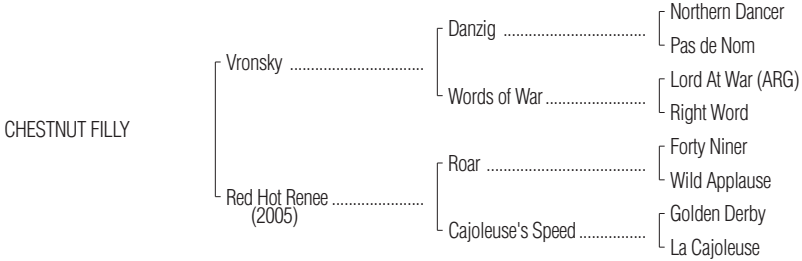 Northern Dancer
Danzig ................................
Pas de Nom
Vronsky ..............................
Lord At War (ARG)
Words of War.......................
Right Word
CHESTNUT FILLY
Forty Niner
Roar ....................................
Wild Applause
Red Hot Renee .....................
(2005)
Golden Derby
Cajoleuse's Speed ...............
La Cajoleuse